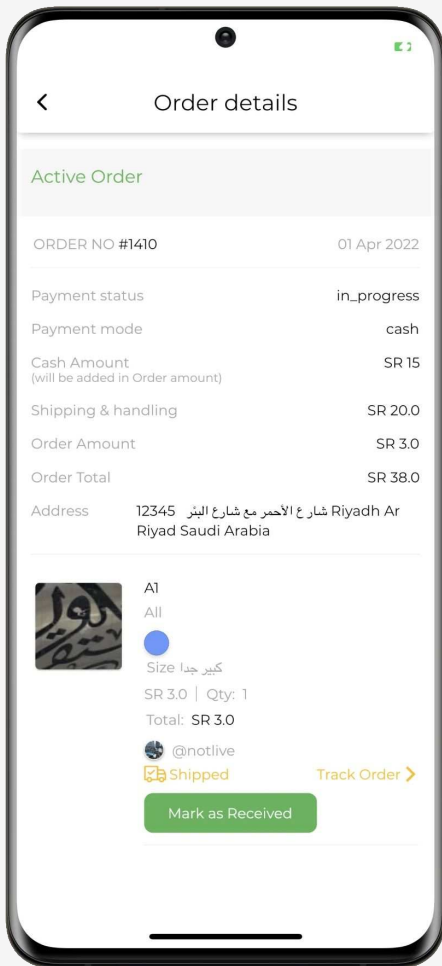 Order details
Active Order
ORDER NO #1410 01 Apr 2022
Payment status in_progress
Payment mode cash
Cash Amount SR 15
(will be added in Order amount)
Shipping & handling SR 20.0
Order Amount SR 3.0
Order Total SR 38.0
Address 12345 شارع الأحمر مع شارع البئر Riyadh Ar
Riyad Saudi Arabia
A1
All
Size كبير جدا
SR 3.0 | Qty: 1
Total: SR 3.0
@notlive
Shipped Track Order
Mark as Received